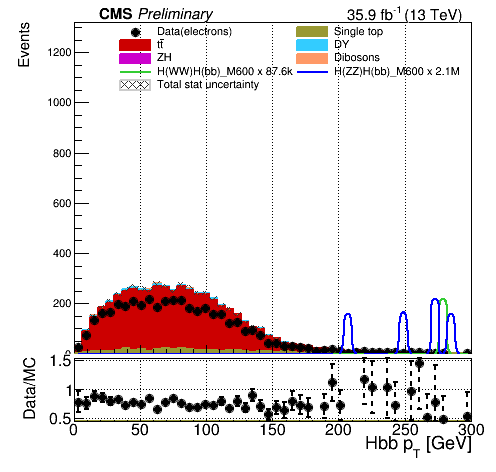 CMS Preliminary 35.9 fb⁻¹ (13 TeV)
Data(electrons) Single top
tt̄ DY
ZH Dibosons
H(WW)H(bb)_M600 x 87.6k H(ZZ)H(bb)_M600 x 2.1M
Total stat uncertainty
Events
1200
1000
800
600
400
200
0
Data/MC
1.5
1
0.5
0 50 100 150 200 250 300
Hbb p_T [GeV]